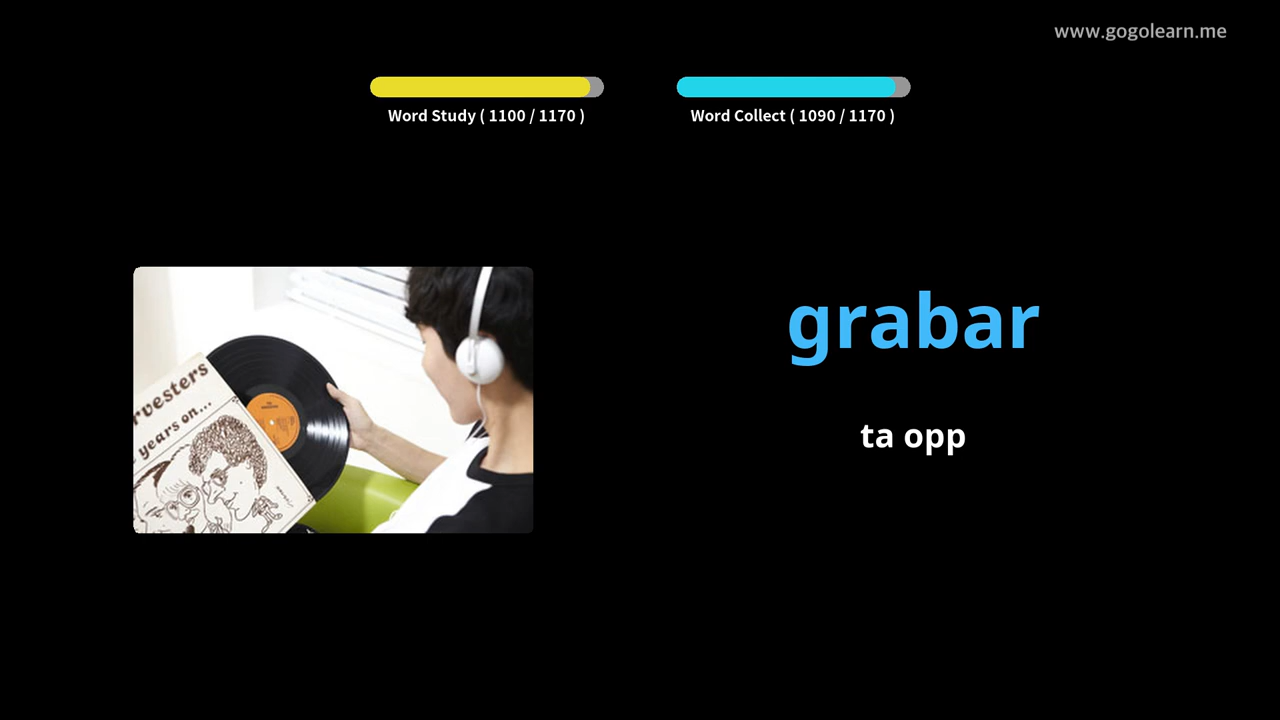 www.gogolearn.me
Word Study ( 1100 / 1170 )
Word Collect ( 1090 / 1170 )
rvesters
years on...
grabar
ta opp